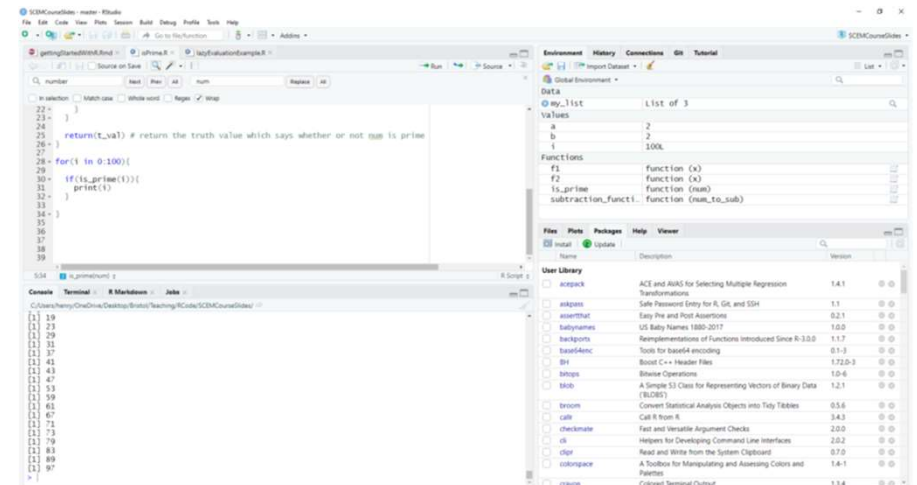 SCEMCourseSlides - master - RStudio
File Edit Code View Plots Session Build Debug Profile Tools Help
Go to file/function Addins SCEMCourseSlides
gettingStartedWithR.Rmd isPrime.R lazyEvaluationExample.R
Source on Save Run Source
number Next Prev All num Replace All
In selection Match case Whole word Regex Wrap
22 }
23 }
24
25 return(t_val) # return the truth value which says whether or not num is prime
26 }
27
28 for(i in 0:100){
29
30 if(is_prime(i)){
31 print(i)
32 }
33
34 }
35
36
37
38
39
5:34 is_prime(num) R Script
Console Terminal R Markdown Jobs
C:/Users/henry/OneDrive/Desktop/Bristol/Teaching/RCode/SCEMCourseSlides/
[1] 19
[1] 23
[1] 29
[1] 31
[1] 37
[1] 41
[1] 43
[1] 47
[1] 53
[1] 59
[1] 61
[1] 67
[1] 71
[1] 73
[1] 79
[1] 83
[1] 89
[1] 97
>
Environment History Connections Git Tutorial
Import Dataset List
Global Environment
Data
my_list List of 3
Values
a 2
b 2
i 100L
Functions
f1 function (x)
f2 function (x)
is_prime function (num)
subtraction_functi… function (num_to_sub)
Files Plots Packages Help Viewer
Install Update
Name Description Version
User Library
acepack ACE and AVAS for Selecting Multiple Regression Transformations 1.4.1
askpass Safe Password Entry for R, Git, and SSH 1.1
assertthat Easy Pre and Post Assertions 0.2.1
babynames US Baby Names 1880-2017 1.0.0
backports Reimplementations of Functions Introduced Since R-3.0.0 1.1.7
base64enc Tools for base64 encoding 0.1-3
BH Boost C++ Header Files 1.72.0-3
bitops Bitwise Operations 1.0-6
blob A Simple S3 Class for Representing Vectors of Binary Data ('BLOBS') 1.2.1
broom Convert Statistical Analysis Objects into Tidy Tibbles 0.5.6
callr Call R from R 3.4.3
checkmate Fast and Versatile Argument Checks 2.0.0
cli Helpers for Developing Command Line Interfaces 2.0.2
clipr Read and Write from the System Clipboard 0.7.0
colorspace A Toolbox for Manipulating and Assessing Colors and Palettes 1.4-1
crayon Colored Terminal Output 1.3.4